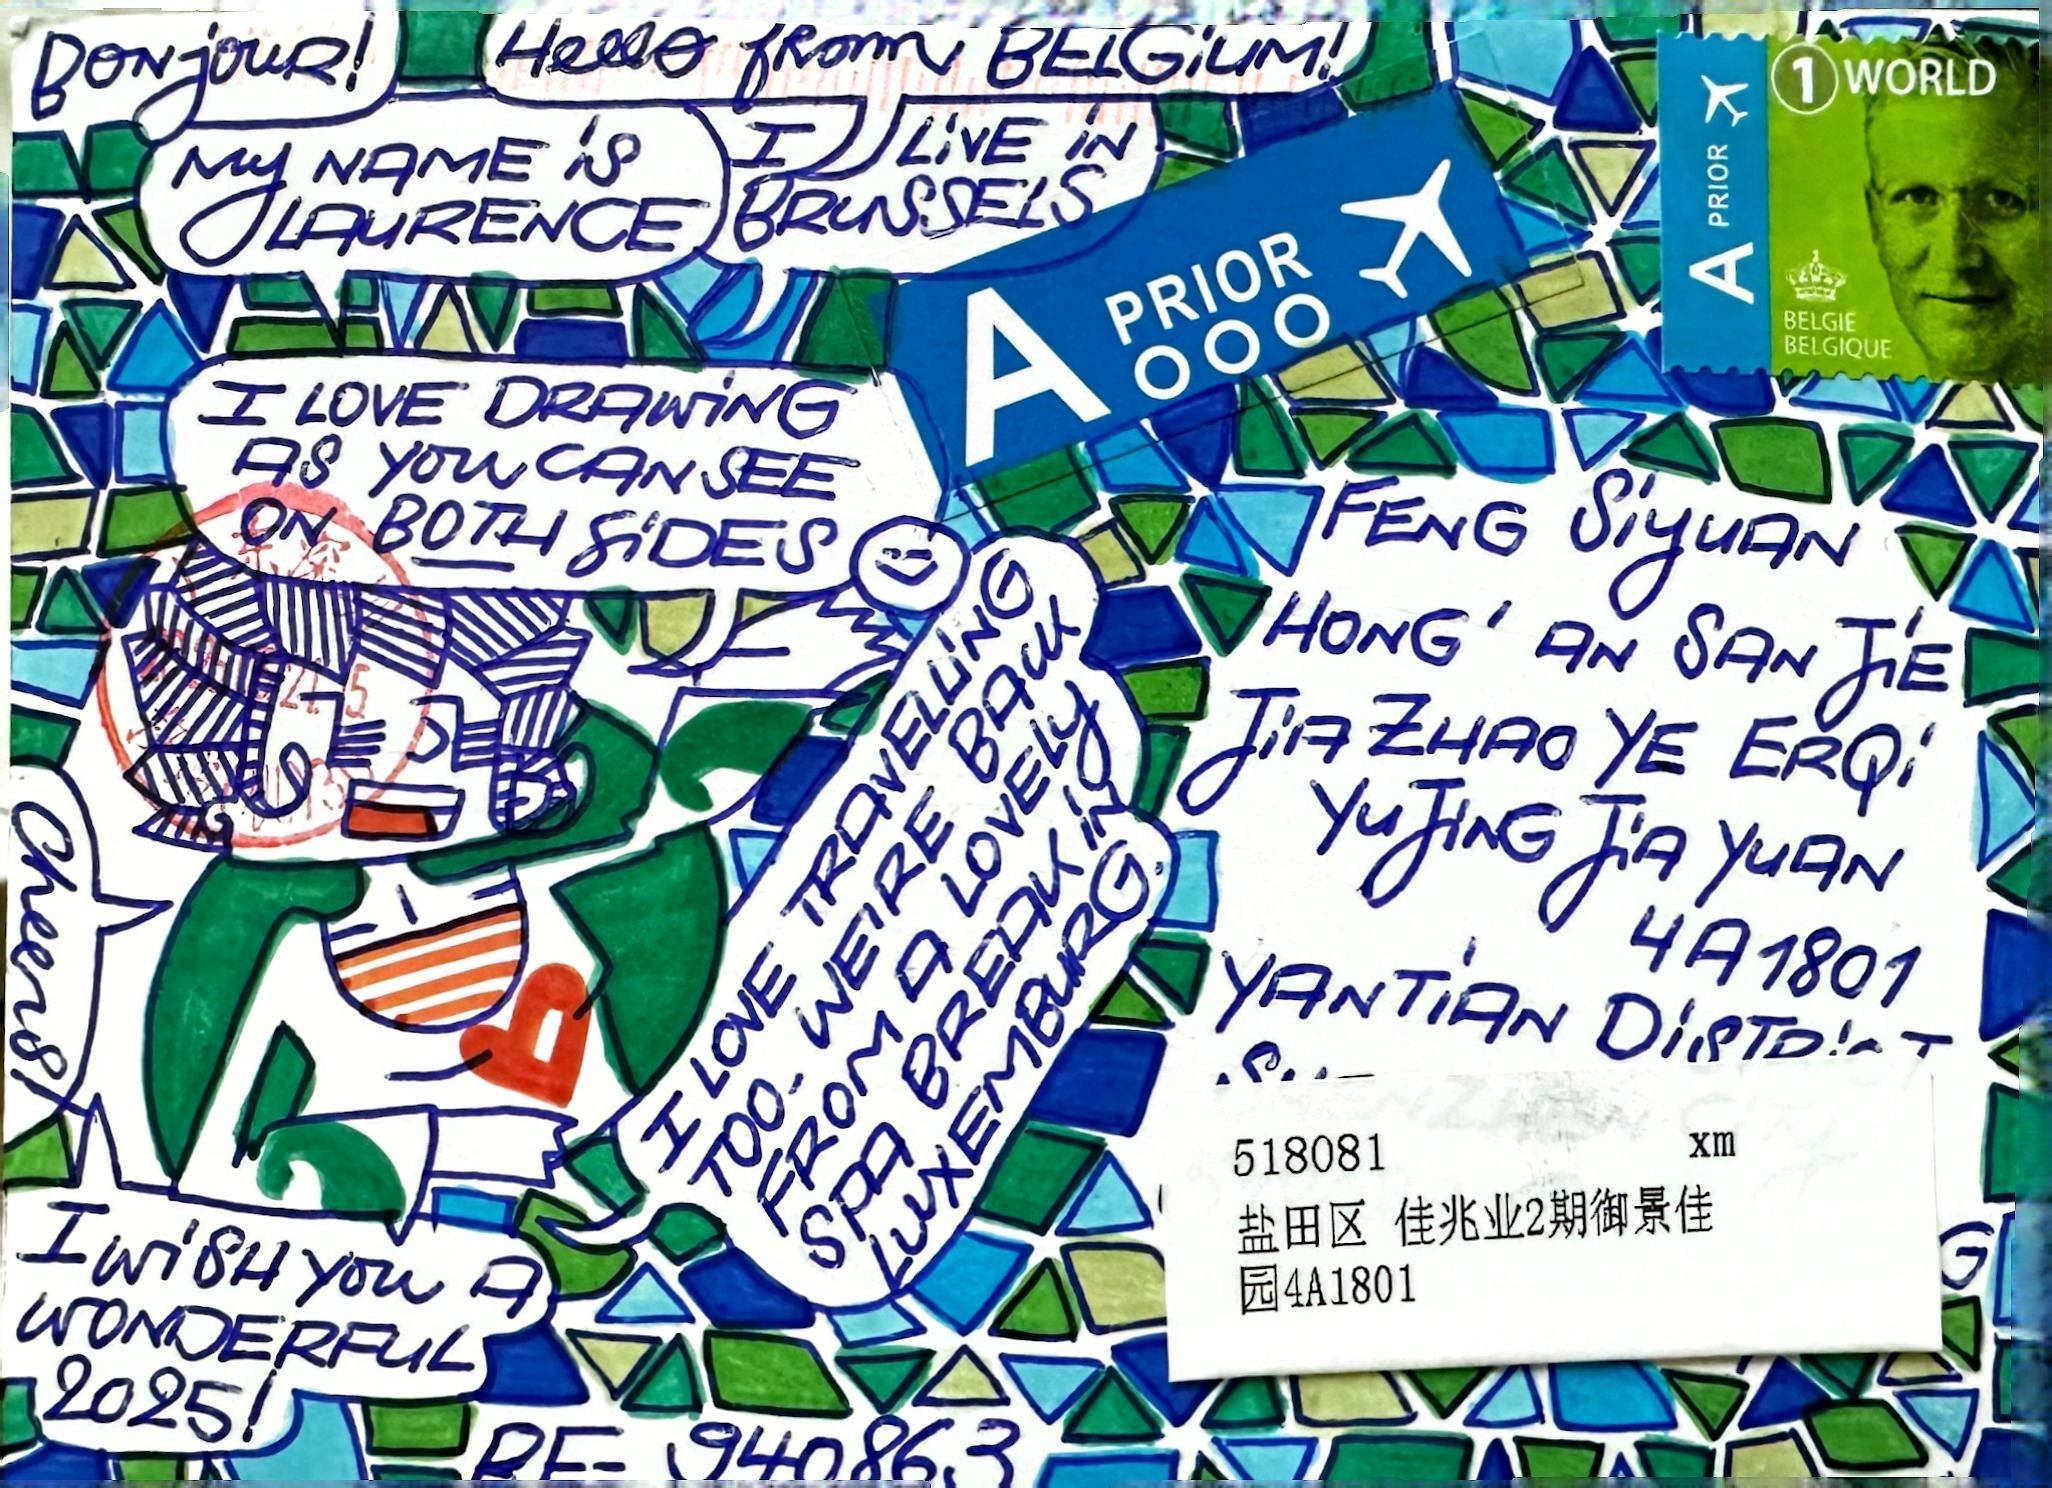 Bonjour!
Hello from BELGIUM!
My NAME iS
LAURENCE
I LiVE iN
BRUSSELS
A PRIOR
A PRIOR
1 WORLD
BELGIE
BELGIQUE
I LOVE DRAWiNG
AS YOU CAN SEE
ON BOTH SiDES
I LOVE TRAVELLiNG
TOO. WE'RE BACK
FROM A LOVELY
SPA BREAK iN
LUXEMBURG.
Cheers!
I WiSH YOU A
WONDERFUL
2025!
BE-940863
FENG SiYUAN
HONG' AN SAN JiE
JiA ZHAO YE ERQi
YUJiNG JiA YUAN
4A1801
YANTiAN DiSTRiCT
518081 xm
盐田区 佳兆业2期御景佳
园4A1801